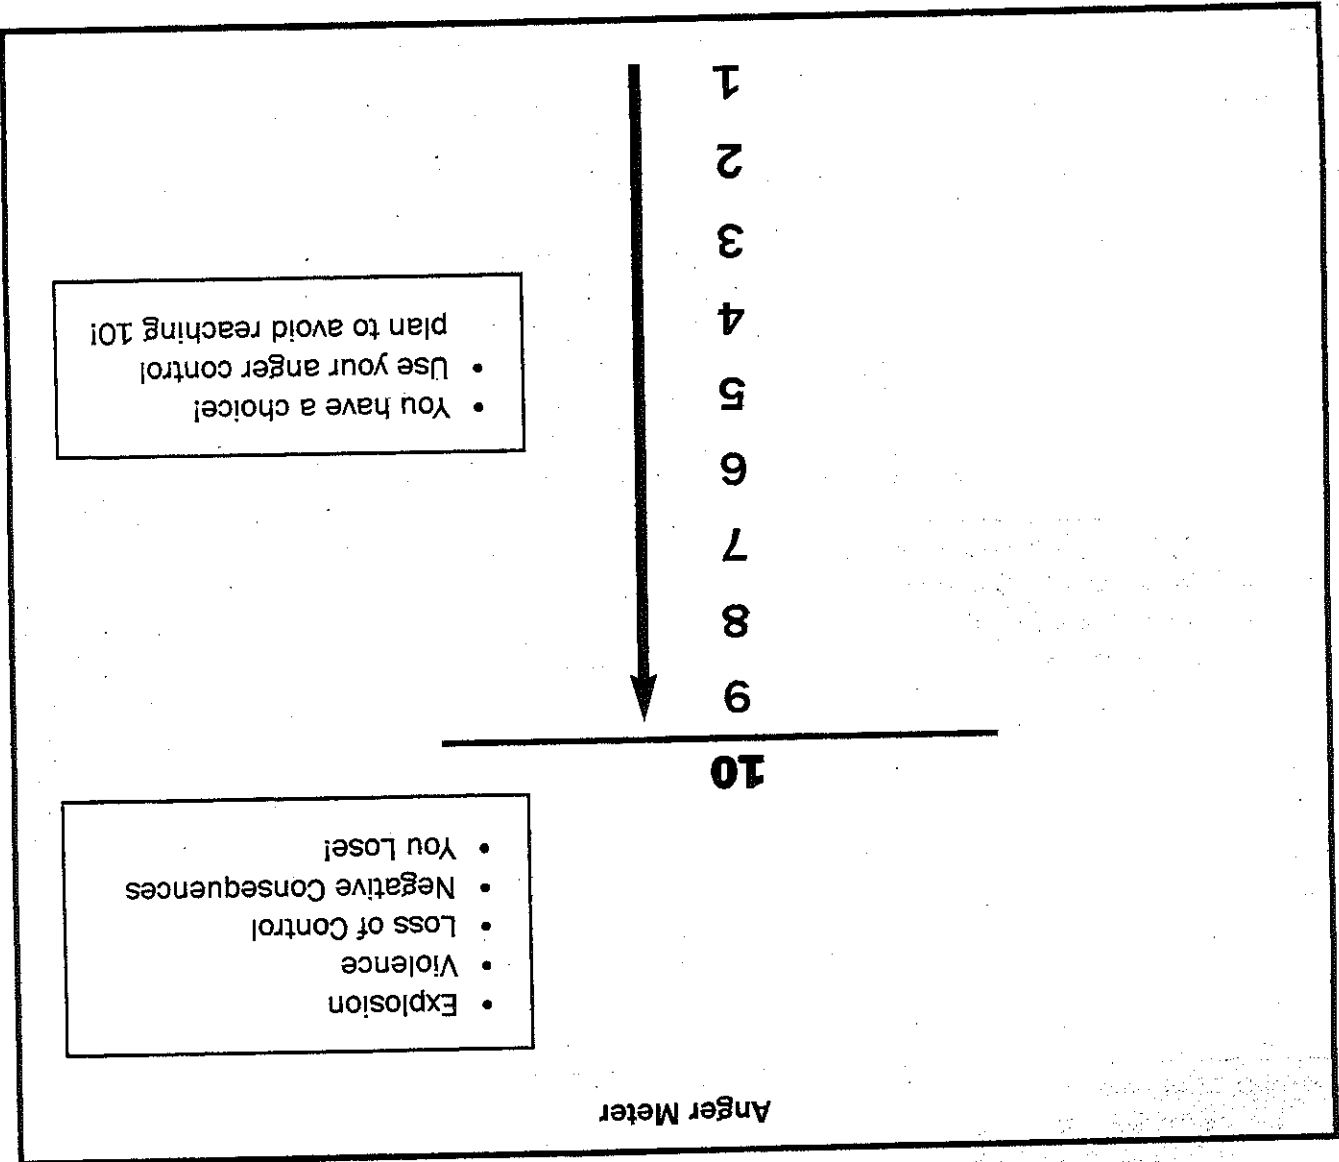 Anger Meter
• Explosion
• Violence
• Loss of Control
• Negative Consequences
• You Lose!
10
9
8
7
6
5
4
3
2
1
• You have a choice!
• Use your anger control
plan to avoid reaching 10!